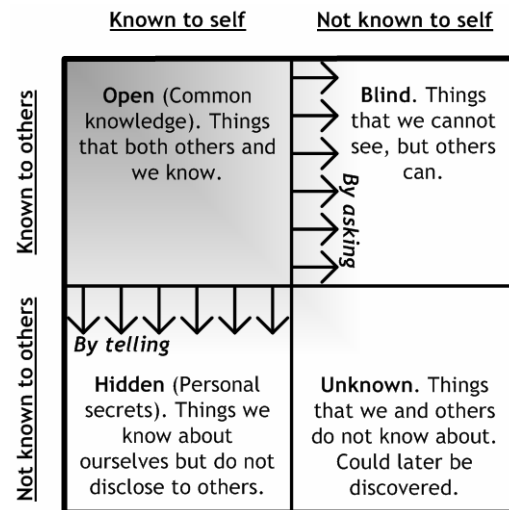 Known to self
Not known to self
Known to others
Open (Common
knowledge). Things
that both others and
we know.
Blind. Things
that we cannot
see, but others
can.
By asking
By telling
Not known to others
Hidden (Personal
secrets). Things we
know about
ourselves but do not
disclose to others.
Unknown. Things
that we and others
do not know about.
Could later be
discovered.